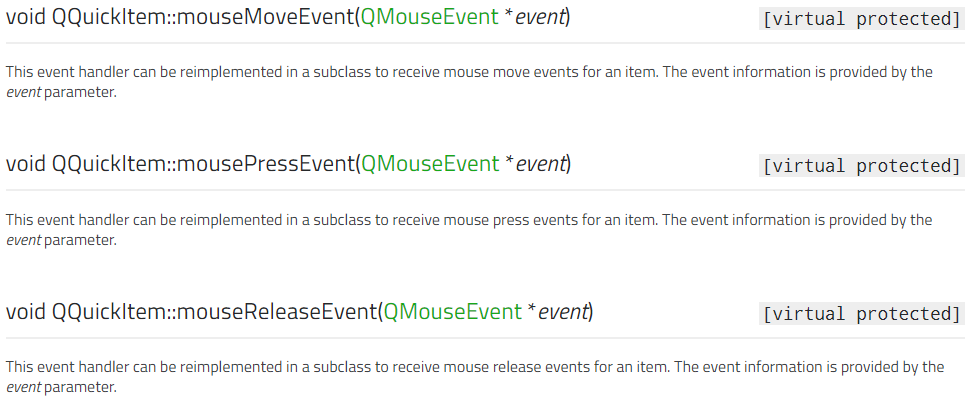 void QQuickItem::mouseMoveEvent(QMouseEvent *event) [virtual protected]
This event handler can be reimplemented in a subclass to receive mouse move events for an item. The event information is provided by the
event parameter.
void QQuickItem::mousePressEvent(QMouseEvent *event) [virtual protected]
This event handler can be reimplemented in a subclass to receive mouse press events for an item. The event information is provided by the
event parameter.
void QQuickItem::mouseReleaseEvent(QMouseEvent *event) [virtual protected]
This event handler can be reimplemented in a subclass to receive mouse release events for an item. The event information is provided by the
event parameter.